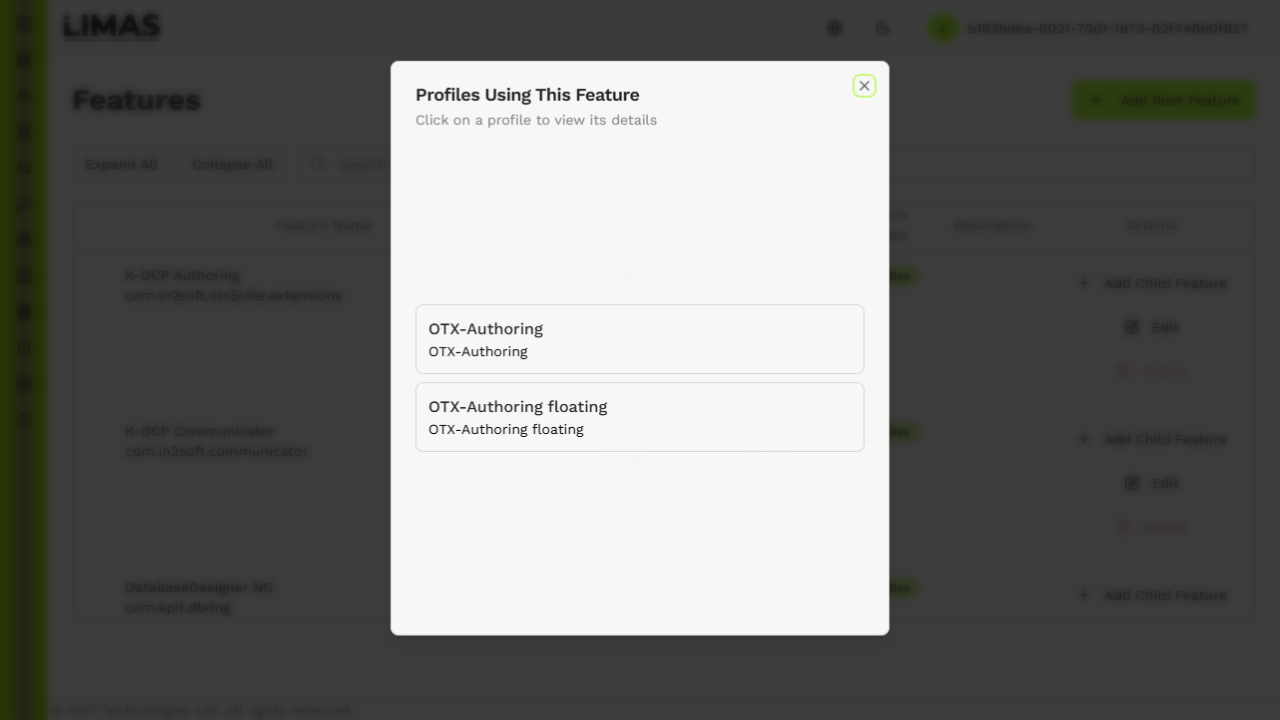 LIMAS
r b193bdea-6021-70d1-1d73-62f448b0f827
Features
+ Add Root Feature
Expand All
Collapse All
Search
Feature Name
Description
Actions
K-DCP Authoring
com.in2soft.otxSuite.extensions
+ Add Child Feature
Edit
Delete
K-DCP Communicator
com.in2soft.communicator
+ Add Child Feature
Edit
Delete
DatabaseDesigner NG
com.kpit.dbdng
+ Add Child Feature
Profiles Using This Feature
Click on a profile to view its details
OTX-Authoring
OTX-Authoring
OTX-Authoring floating
OTX-Authoring floating
© KPIT Technologies Ltd. All rights reserved.